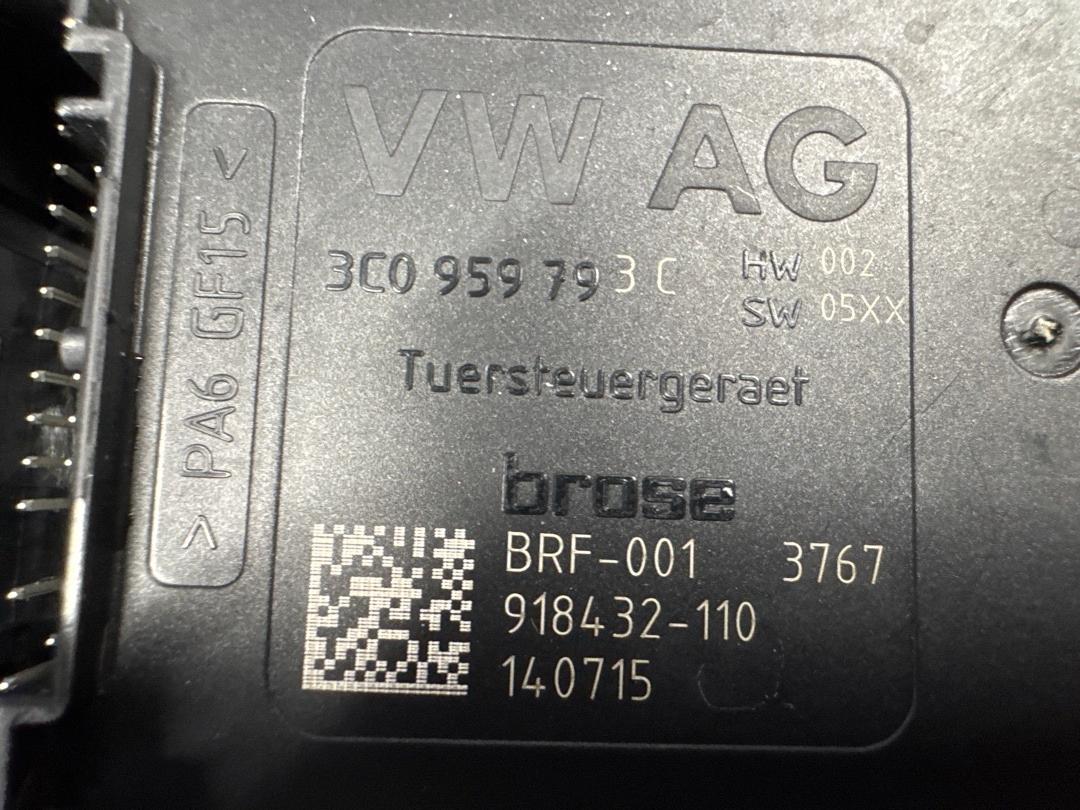 VW AG
3C0 959 793 C HW 002
SW 05XX
Tuersteuergeraet
brose
BRF-001 3767
918432-110
140715
> PA6 GF15 <